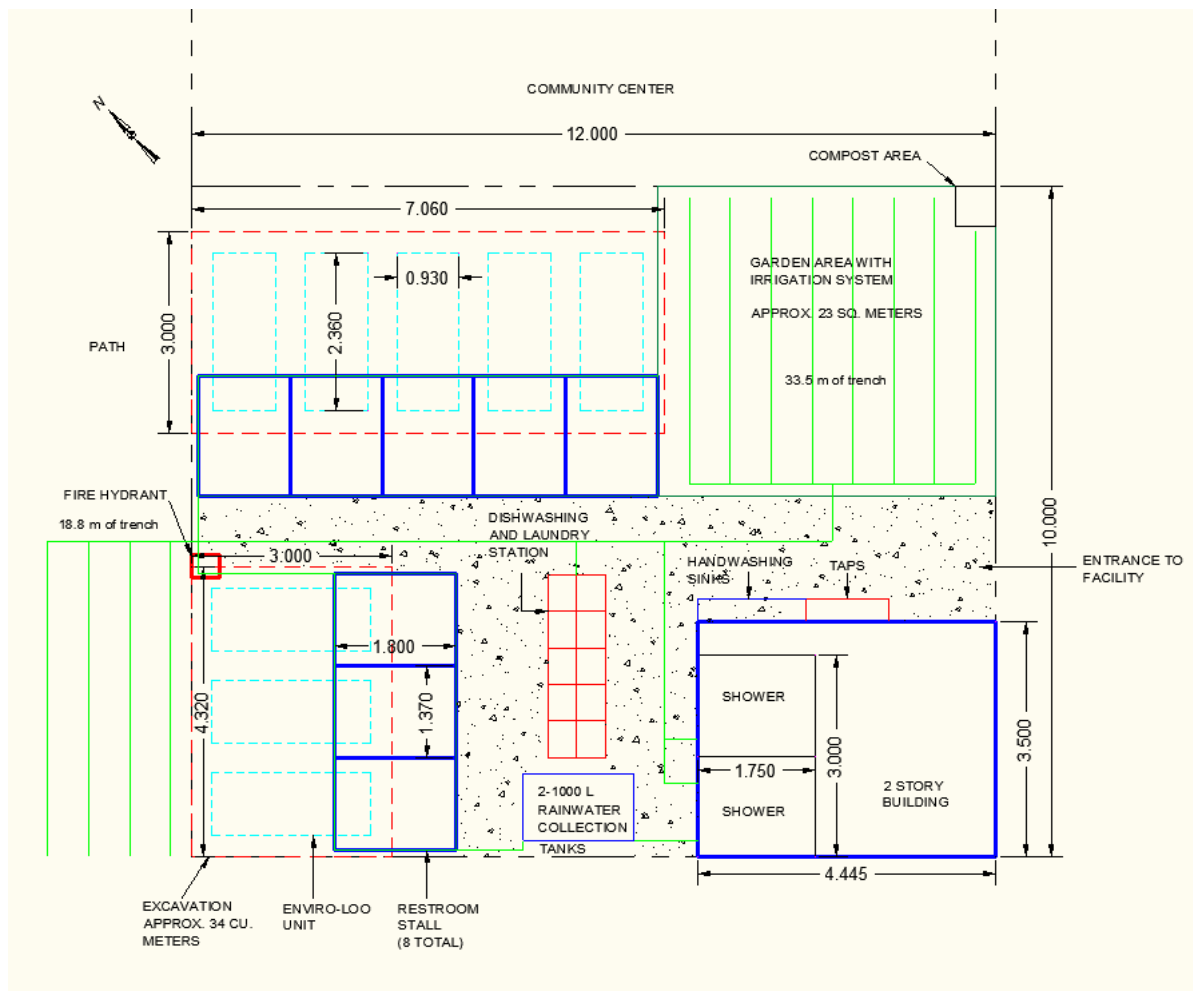 N
COMMUNITY CENTER
12.000
COMPOST AREA
7.060
GARDEN AREA WITH
IRRIGATION SYSTEM
APPROX. 23 SQ. METERS
33.5 m of trench
0.930
2.360
3.000
PATH
10.000
FIRE HYDRANT
18.8 m of trench
3.000
DISHWASHING
AND LAUNDRY
STATION
HANDWASHING
SINKS
TAPS
ENTRANCE TO
FACILITY
1.800
4.320
1.370
SHOWER
1.750
3.000
SHOWER
2 STORY
BUILDING
3.500
2-1000 L
RAINWATER
COLLECTION
TANKS
4.445
EXCAVATION
APPROX. 34 CU.
METERS
ENVIRO-LOO
UNIT
RESTROOM
STALL
(8 TOTAL)